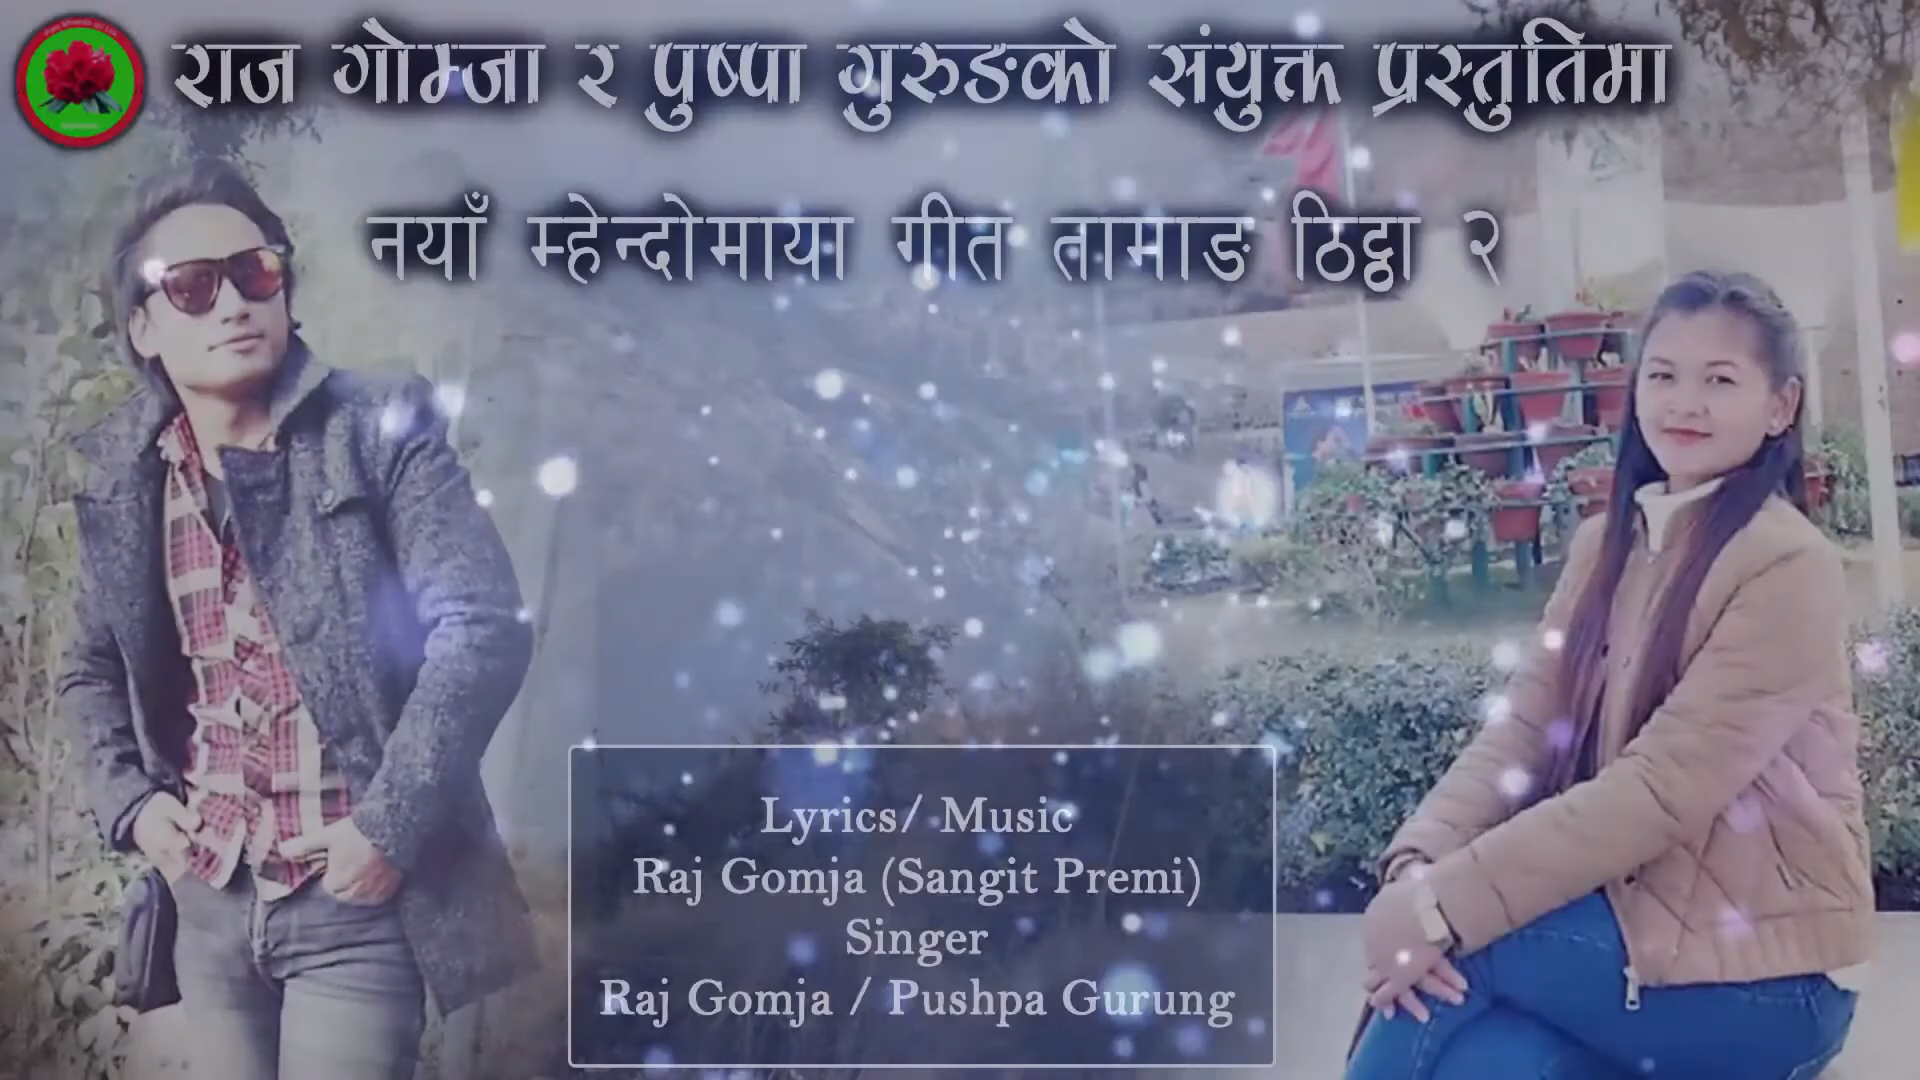 राज गोम्जा र पुष्पा गुरुङको संयुक्त प्रस्तुतिमा
नयाँ म्हेन्दोमाया गीत तामाङ ठिट्ठा २
Lyrics/ Music
Raj Gomja (Sangit Premi)
Singer
Raj Gomja / Pushpa Gurung